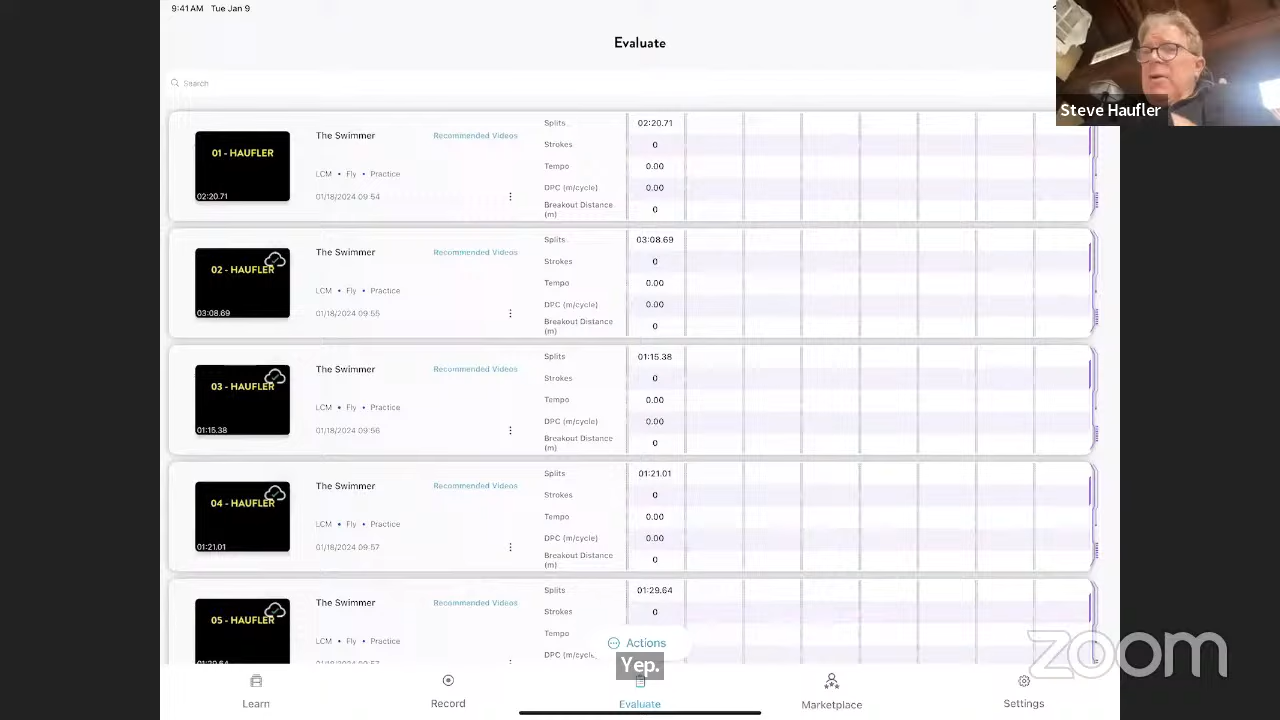 9:41 AM Tue Jan 9
Evaluate
Search
Steve Haufler
01 - HAUFLER
02:20.71
The Swimmer
Recommended Videos
LCM • Fly • Practice
01/18/2024 09 54
Splits
02:20.71
Strokes
0
Tempo
0.00
DPC (m/cycle)
0.00
Breakout Distance
(m)
0
02 - HAUFLER
03:08.69
The Swimmer
Recommended Videos
LCM • Fly • Practice
01/18/2024 09:55
Splits
03:08.69
Strokes
0
Tempo
0.00
DPC (m/cycle)
0.00
Breakout Distance
(m)
0
03 - HAUFLER
01:15.38
The Swimmer
Recommended Videos
LCM • Fly • Practice
01/18/2024 09:56
Splits
01:15.38
Strokes
0
Tempo
0.00
DPC (m/cycle)
0.00
Breakout Distance
(m)
0
04 - HAUFLER
01:21.01
The Swimmer
Recommended Videos
LCM • Fly • Practice
01/18/2024 09:57
Splits
01:21.01
Strokes
0
Tempo
0.00
DPC (m/cycle)
0.00
Breakout Distance
(m)
0
05 - HAUFLER
The Swimmer
Recommended Videos
LCM • Fly • Practice
Splits
01:29.64
Strokes
0
Tempo
DPC (m/cycle)
Actions
Yep.
zoom
Learn
Record
Evaluate
Marketplace
Settings